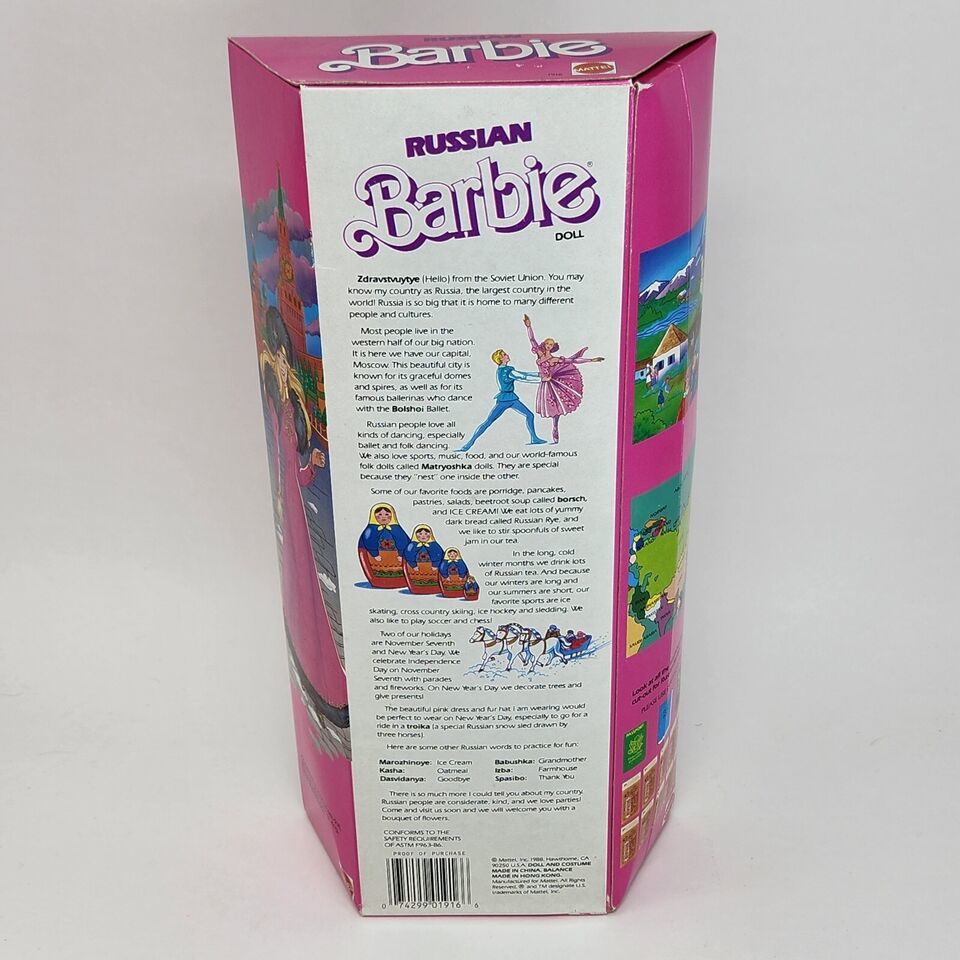 Barbie
MATTEL
RUSSIAN
Barbie®
DOLL
Zdravstvuytye (Hello) from the Soviet Union. You may
know my country as Russia, the largest country in the
world! Russia is so big that it is home to many different
people and cultures.
Most people live in the
western half of our big nation.
It is here we have our capital,
Moscow. This beautiful city is
known for its graceful domes
and spires, as well as for its
famous ballerinas who dance
with the Bolshoi Ballet.
Russian people love all
kinds of dancing, especially
ballet and folk dancing.
We also love sports, music, food, and our world-famous
folk dolls called Matryoshka dolls. They are special
because they "nest" one inside the other.
Some of our favorite foods are porridge, pancakes,
pastries, salads, beetroot soup called borsch,
and ICE CREAM! We eat lots of yummy
dark bread called Russian Rye, and
we like to stir spoonfuls of sweet
jam in our tea.
In the long, cold
winter months we drink lots
of Russian tea. And because
our winters are long and
our summers are short, our
favorite sports are ice
skating, cross country skiing, ice hockey and sledding. We
also like to play soccer and chess!
Two of our holidays
are November Seventh
and New Year's Day. We
celebrate Independence
Day on November
Seventh with parades
and fireworks. On New Year's Day we decorate trees and
give presents!
The beautiful pink dress and fur hat I am wearing would
be perfect to wear on New Year's Day, especially to go for a
ride in a troika (a special Russian snow sled drawn by
three horses).
Here are some other Russian words to practice for fun:
Marozhinoye: Ice Cream Babushka: Grandmother
Kasha: Oatmeal Izba: Farmhouse
Dasvidanya: Goodbye Spasibo: Thank You
There is so much more I could tell you about my country.
Russian people are considerate, kind, and we love parties!
Come and visit us soon and we will welcome you with a
bouquet of flowers.
CONFORMS TO THE
SAFETY REQUIREMENTS
OF ASTM F963-86.
PROOF OF PURCHASE
0 74299 01916 6
© Mattel, Inc. 1988, Hawthorne, CA
90250 U.S.A. DOLL AND COSTUME
MADE IN CHINA. BALANCE
MADE IN HONG KONG.
Manufactured for Mattel. All Rights
Reserved. ® and TM designate U.S.
trademarks of Mattel, Inc.
SAUDI ARABIA
Look at all the
cut-out for